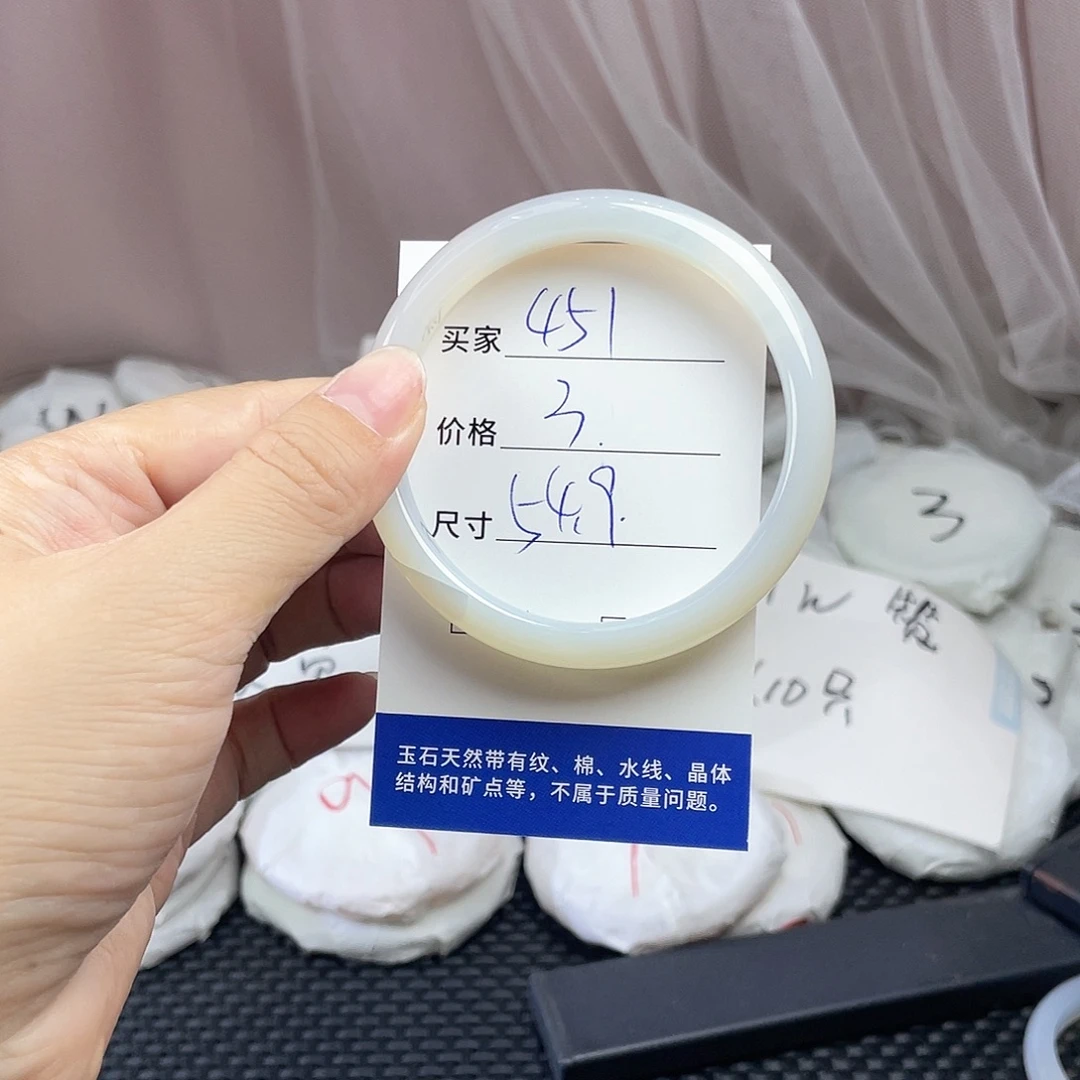 买家 451
价格 3.
尺寸 54.9.
玉石天然带有纹、棉、水线、晶体
结构和矿点等，不属于质量问题。
3
10只